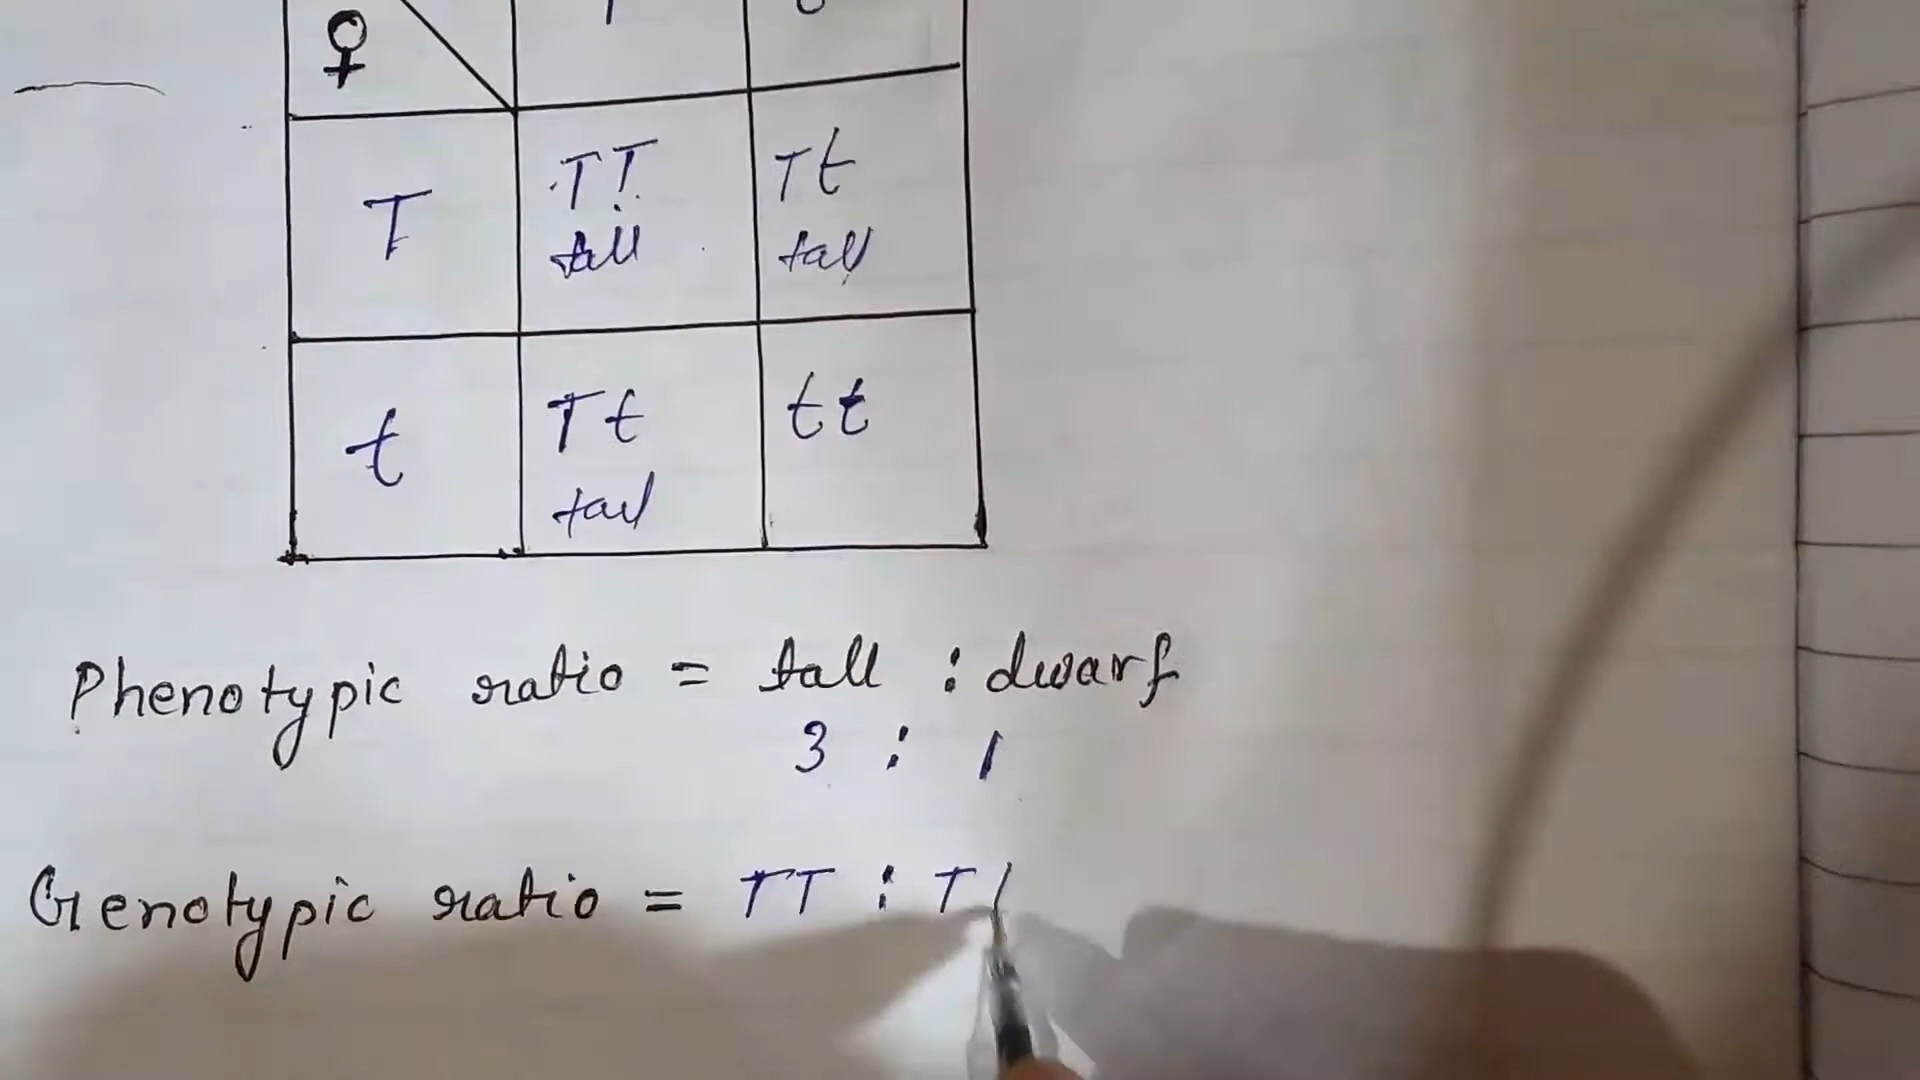 ♀
T TT Tt
tall tall
t Tt tt
tall
Phenotypic ratio = tall : dwarf
3 : 1
Genotypic ratio = TT : T